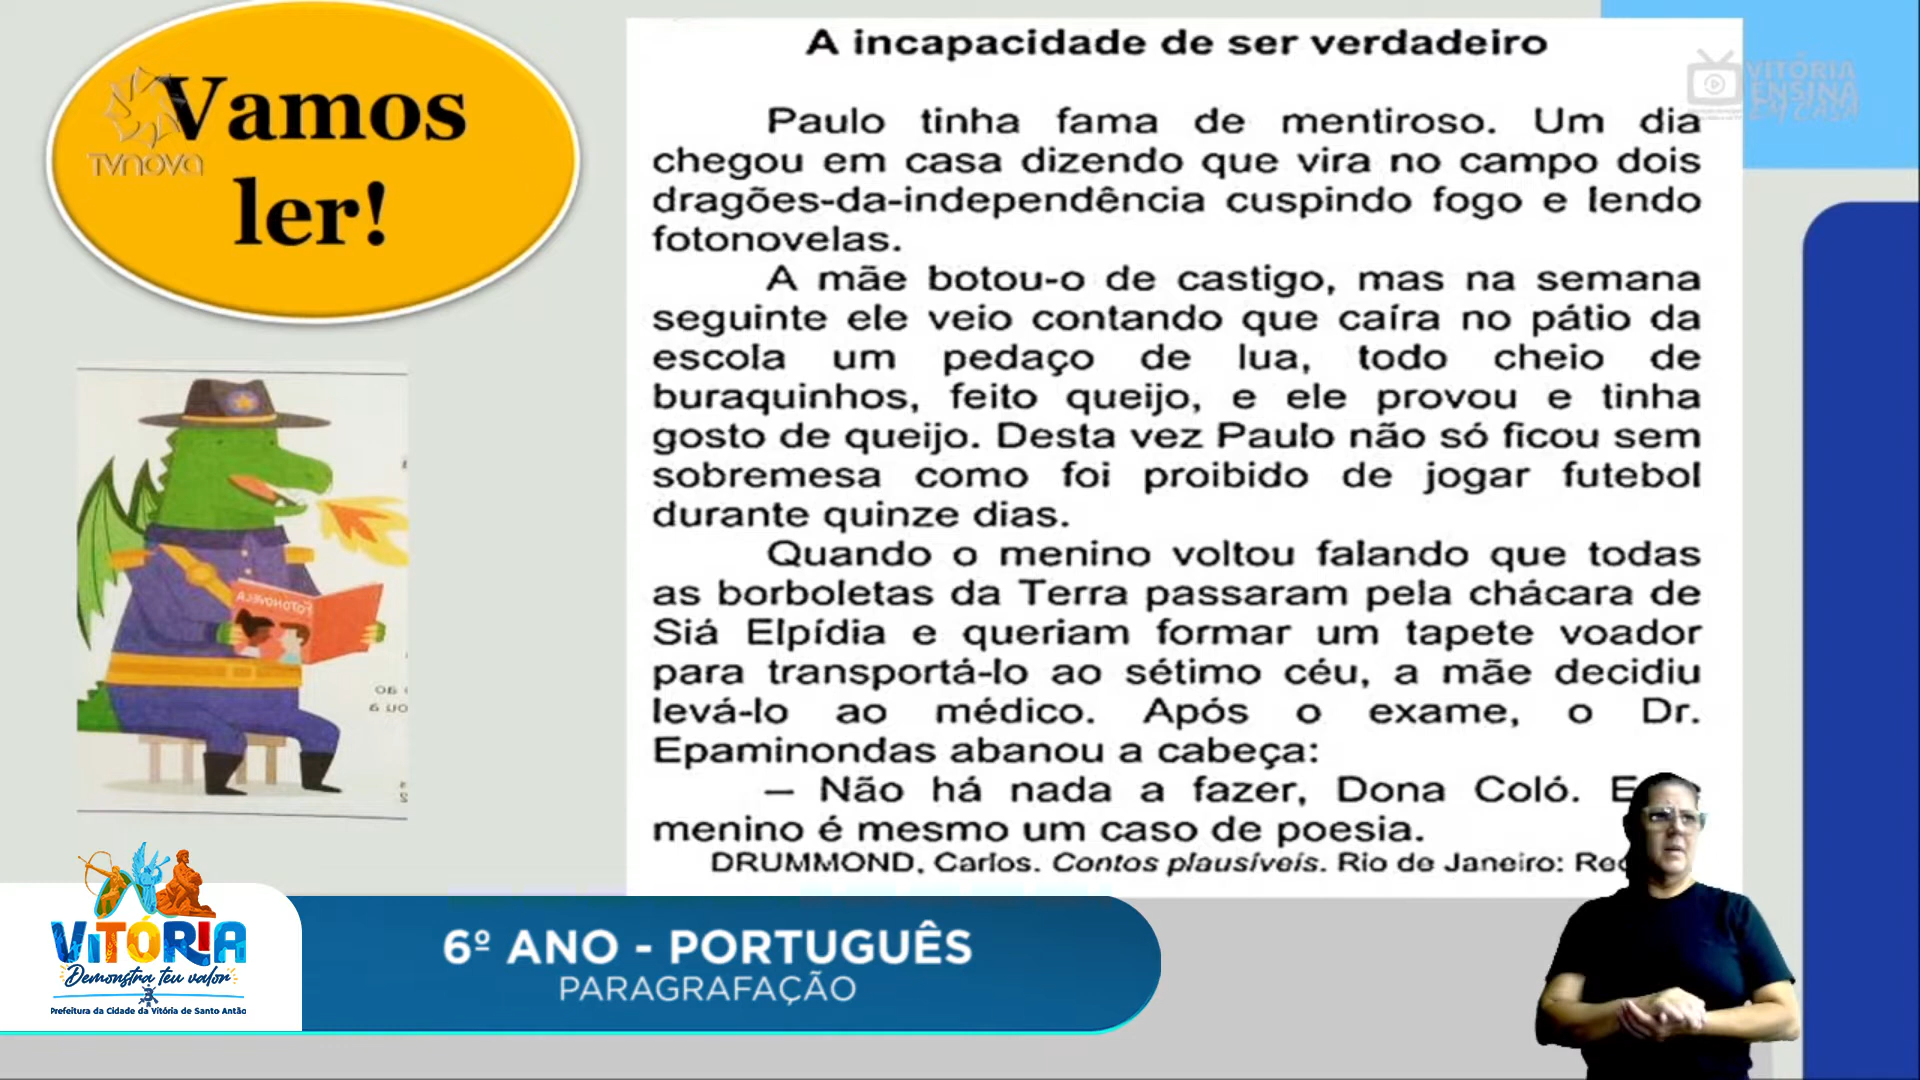 Vamos
ler!
TVNOVA
A incapacidade de ser verdadeiro
VITÓRIA
ENSINA
EM CASA
Paulo tinha fama de mentiroso. Um dia
chegou em casa dizendo que vira no campo dois
dragões-da-independência cuspindo fogo e lendo
fotonovelas.
A mãe botou-o de castigo, mas na semana
seguinte ele veio contando que caíra no pátio da
escola um pedaço de lua, todo cheio de
buraquinhos, feito queijo, e ele provou e tinha
gosto de queijo. Desta vez Paulo não só ficou sem
sobremesa como foi proibido de jogar futebol
durante quinze dias.
Quando o menino voltou falando que todas
as borboletas da Terra passaram pela chácara de
Siá Elpídia e queriam formar um tapete voador
para transportá-lo ao sétimo céu, a mãe decidiu
levá-lo ao médico. Após o exame, o Dr.
Epaminondas abanou a cabeça:
– Não há nada a fazer, Dona Coló.
menino é mesmo um caso de poesia.
DRUMMOND, Carlos. Contos plausíveis. Rio de Janeiro:
FOTONOVELA
VITÓRIA
Demonstra teu valor
Prefeitura da Cidade da Vitória de Santo Antão
6º ANO - PORTUGUÊS
PARAGRAFAÇÃO